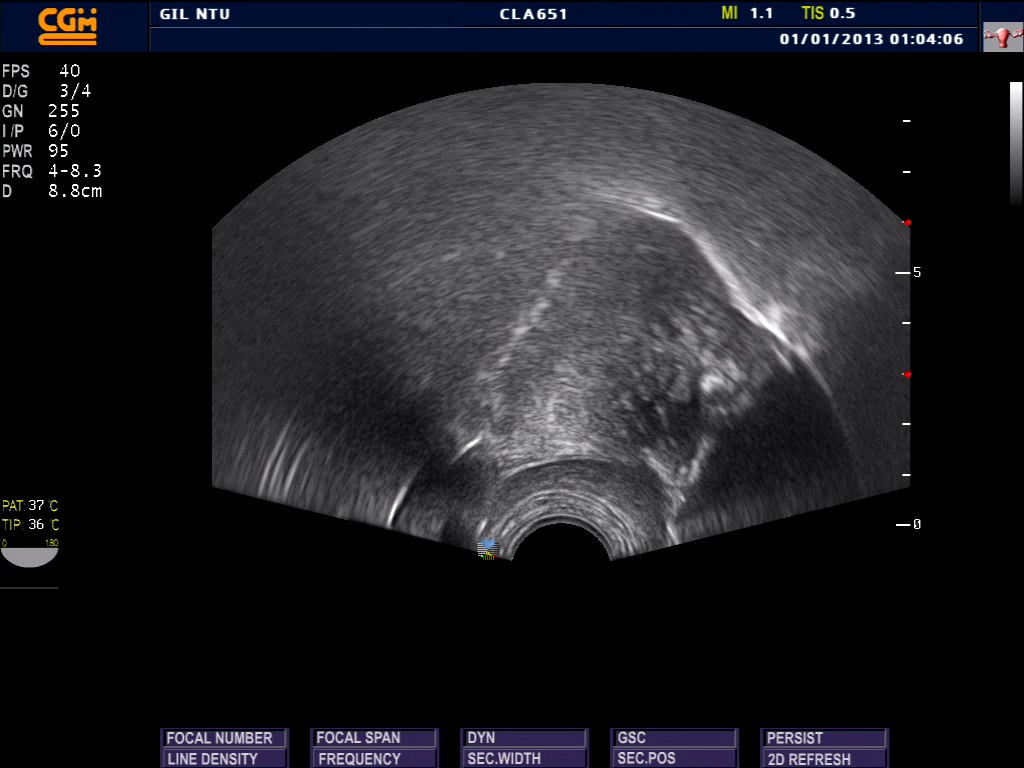 CGM
GIL NTU CLA651 MI 1.1 TIS 0.5
01/01/2013 01:04:06
FPS 40
D/G 3/4
GN 255
I/P 6/0
PWR 95
FRQ 4-8.3
D 8.8cm
5
PAT: 37 °C
TIP: 36 °C
0 180
0
FOCAL NUMBER FOCAL SPAN DYN GSC PERSIST
LINE DENSITY FREQUENCY SEC.WIDTH SEC.POS 2D REFRESH